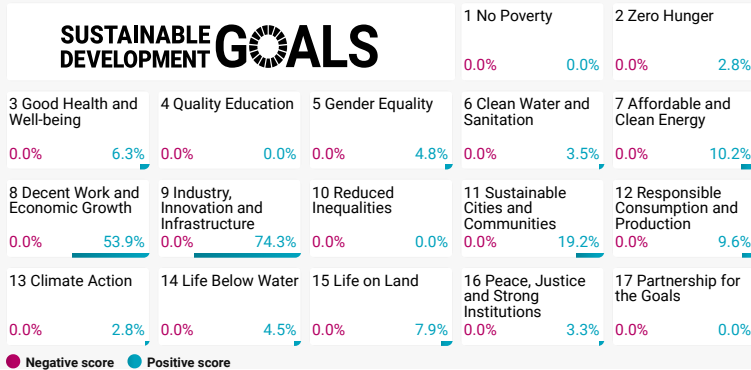 SUSTAINABLE
DEVELOPMENT
GOALS
1 No Poverty
0.0% 0.0%
2 Zero Hunger
0.0% 2.8%
3 Good Health and
Well-being
0.0% 6.3%
4 Quality Education
0.0% 0.0%
5 Gender Equality
0.0% 4.8%
6 Clean Water and
Sanitation
0.0% 3.5%
7 Affordable and
Clean Energy
0.0% 10.2%
8 Decent Work and
Economic Growth
0.0% 53.9%
9 Industry,
Innovation and
Infrastructure
0.0% 74.3%
10 Reduced
Inequalities
0.0% 0.0%
11 Sustainable
Cities and
Communities
0.0% 19.2%
12 Responsible
Consumption and
Production
0.0% 9.6%
13 Climate Action
0.0% 2.8%
14 Life Below Water
0.0% 4.5%
15 Life on Land
0.0% 7.9%
16 Peace, Justice
and Strong
Institutions
0.0% 3.3%
17 Partnership for
the Goals
0.0% 0.0%
Negative score Positive score